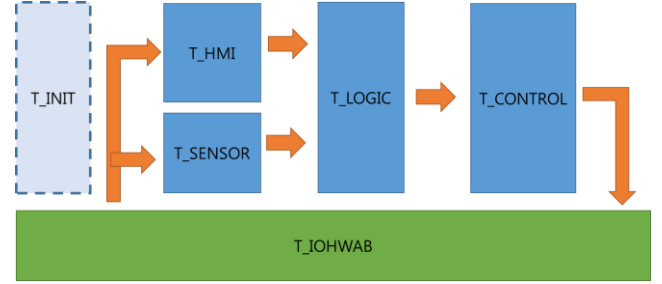 T_INIT
T_HMI
T_SENSOR
T_LOGIC
T_CONTROL
T_IOHWAB